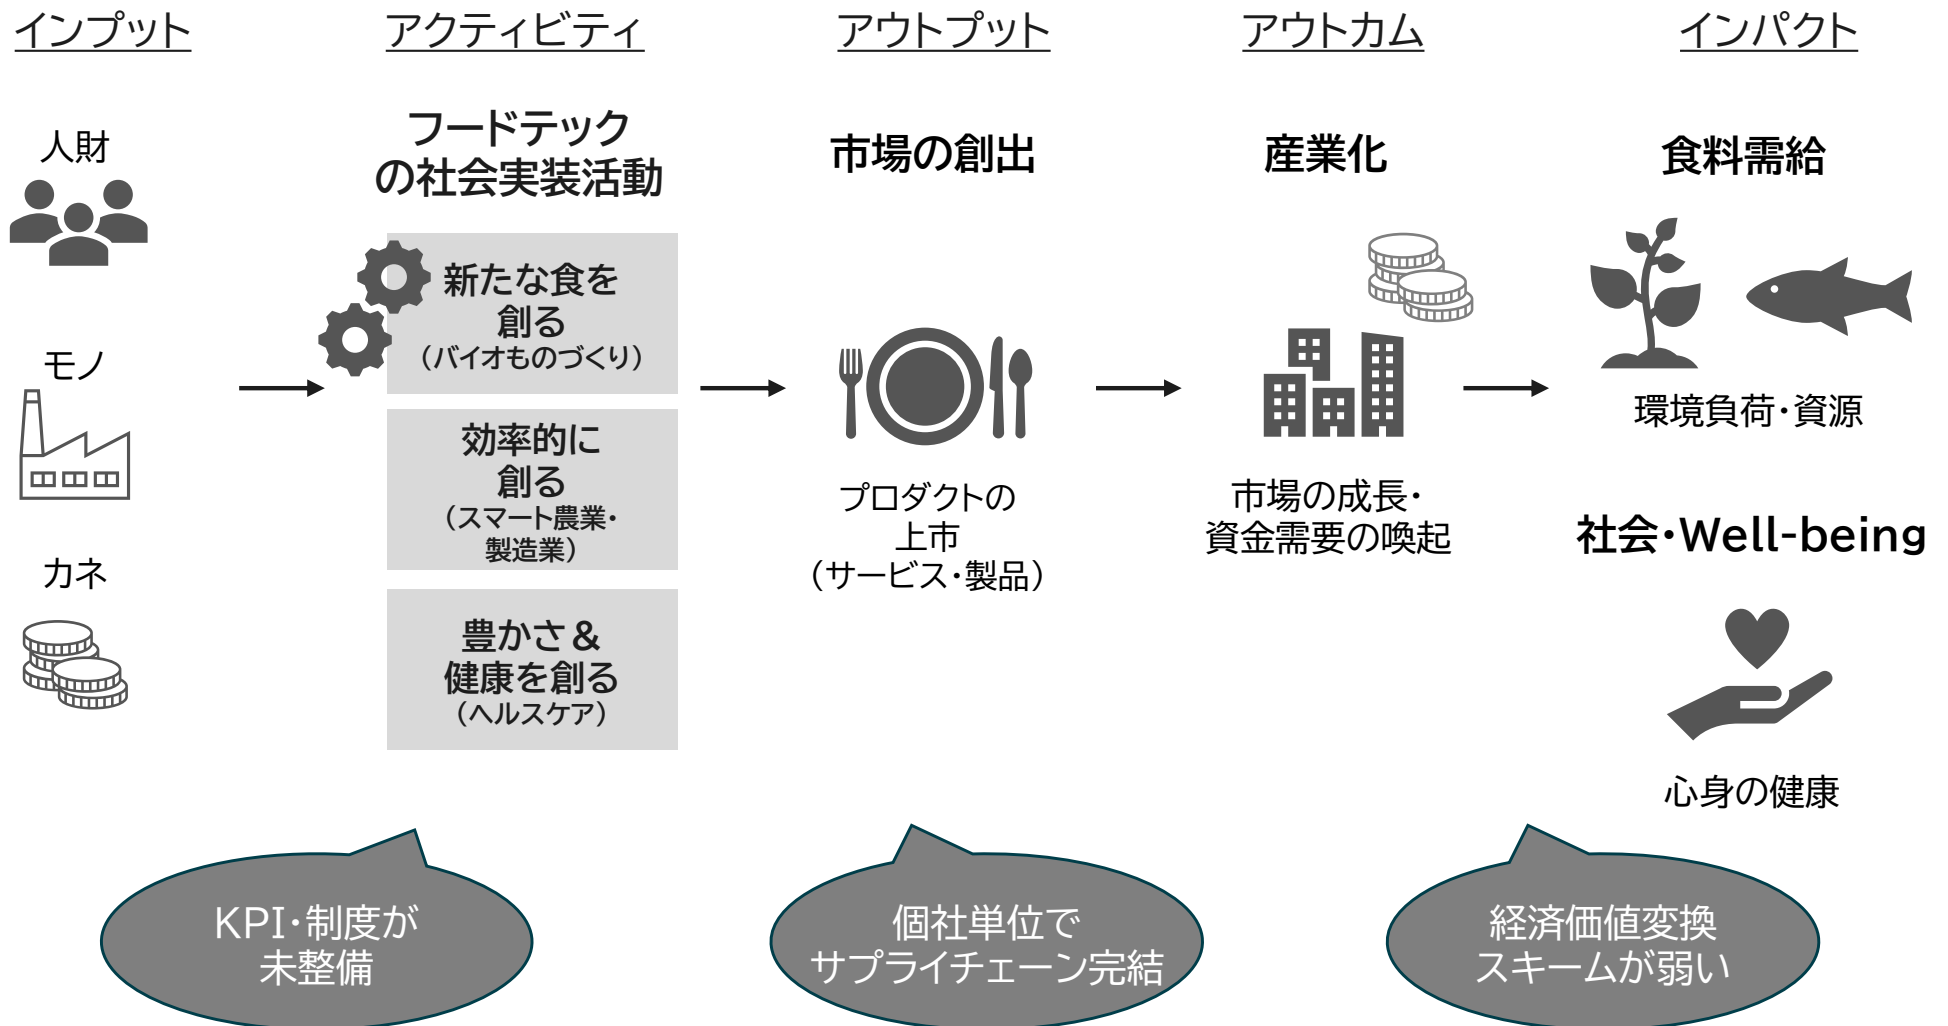 インプット
アクティビティ
アウトプット
アウトカム
インパクト
人財
モノ
カネ
フードテック
の社会実装活動
新たな食を
創る
（バイオものづくり）
効率的に
創る
（スマート農業・
製造業）
豊かさ＆
健康を創る
（ヘルスケア）
市場の創出
プロダクトの
上市
（サービス・製品）
産業化
市場の成長・
資金需要の喚起
食料需給
環境負荷・資源
社会・Well-being
心身の健康
KPI・制度が
未整備
個社単位で
サプライチェーン完結
経済価値変換
スキームが弱い